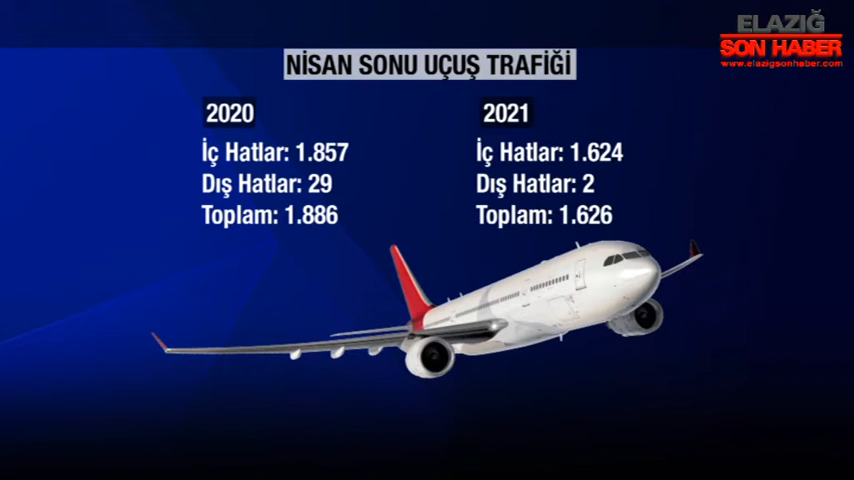 ELAZIĞ
SON HABER
www.elazigsonhaber.com
NİSAN SONU UÇUŞ TRAFİĞİ
2020
İç Hatlar: 1.857
Dış Hatlar: 29
Toplam: 1.886
2021
İç Hatlar: 1.624
Dış Hatlar: 2
Toplam: 1.626